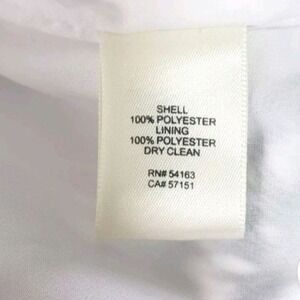 SHELL
100% POLYESTER
LINING
100% POLYESTER
DRY CLEAN
RN# 54163
CA# 57151